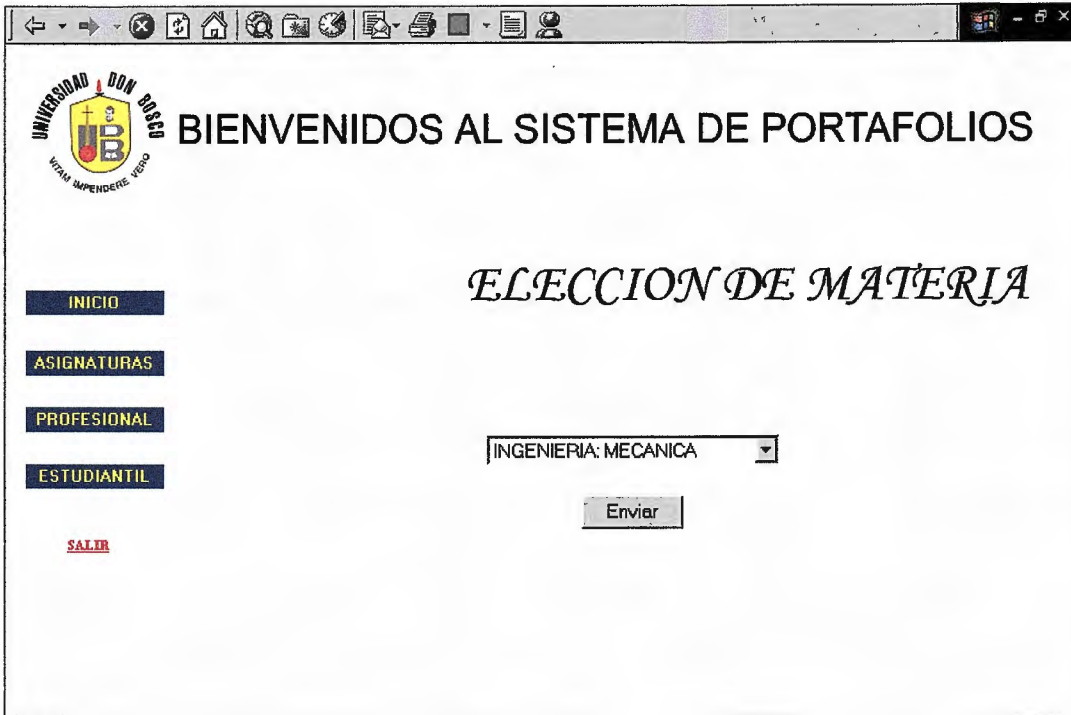 UNIVERSIDAD DON BOSCO
VITAM IMPENDERE VERO
BIENVENIDOS AL SISTEMA DE PORTAFOLIOS
ELECCION DE MATERIA
INICIO
ASIGNATURAS
PROFESIONAL
ESTUDIANTIL
SALIR
INGENIERIA: MECANICA
Enviar